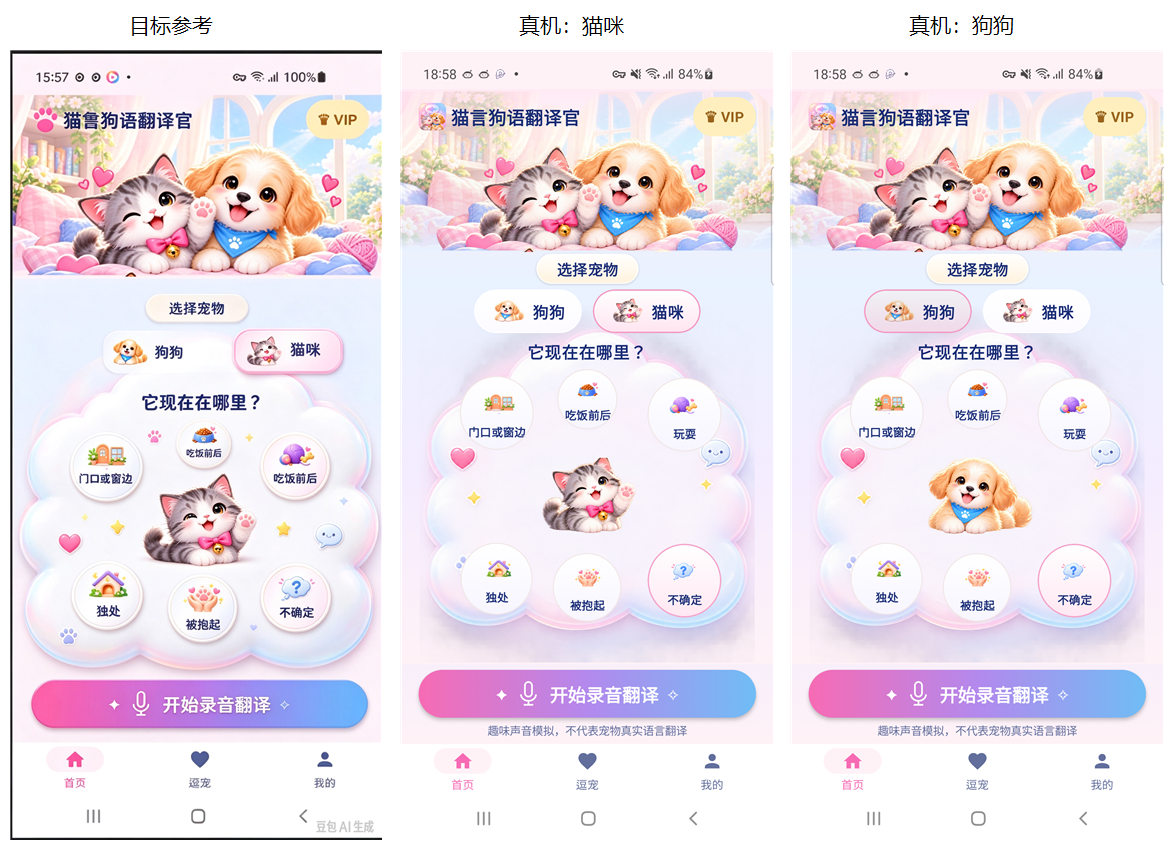 目标参考
真机：猫咪
真机：狗狗
15:57
100%
猫言狗语翻译官
VIP
选择宠物
狗狗
猫咪
它现在在哪里？
吃饭前后
门口或窗边
吃饭前后
独处
被抱起
不确定
开始录音翻译
首页
逗宠
我的
豆包AI生成
18:58
84%
猫言狗语翻译官
VIP
选择宠物
狗狗
猫咪
它现在在哪里？
吃饭前后
门口或窗边
玩耍
独处
被抱起
不确定
开始录音翻译
趣味声音模拟，不代表宠物真实语言翻译
首页
逗宠
我的
18:58
84%
猫言狗语翻译官
VIP
选择宠物
狗狗
猫咪
它现在在哪里？
吃饭前后
门口或窗边
玩耍
独处
被抱起
不确定
开始录音翻译
趣味声音模拟，不代表宠物真实语言翻译
首页
逗宠
我的